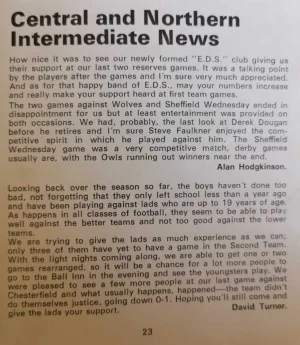 Central and Northern
Intermediate News
How nice it was to see our newly formed "E.D.S." club giving us
their support at our last two reserves games. It was a talking point
by the players after the games and I'm sure very much appreciated.
And as for that happy band of E.D.S., may your numbers increase
and really make your support heard at first team games.
The two games against Wolves and Sheffield Wednesday ended in
disappointment for us but at least entertainment was provided on
both occasions. We had, probably, the last look at Derek Dougan
before he retires and I'm sure Steve Faulkner enjoyed the com-
petitive spirit in which he played against him. The Sheffield
Wednesday game was a very competitive match, derby games
usually are, with the Owls running out winners near the end.
Alan Hodgkinson.
Looking back over the season so far, the boys haven't done too
bad, not forgetting that they only left school less than a year ago
and have been playing against lads who are up to 19 years of age.
As happens in all classes of football, they seem to be able to play
well against the better teams and not too good against the lower
teams.
We are trying to give the lads as much experience as we can;
only three of them have yet to have a game in the Second Team.
With the light nights coming along, we are able to get one or two
games rearranged, so it will be a chance for a lot more people to
go to the Ball Inn in the evening and see the youngsters play. We
were pleased to see a few more people at our last game against
Chesterfield and what usually happens, happened—the team didn't
do themselves justice, going down 0-1. Hoping you'll still come and
give the lads your support.
David Turner.
23